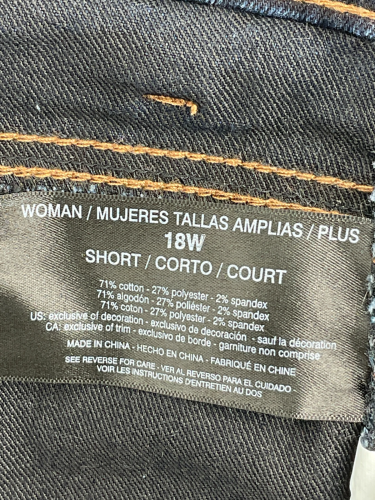 WOMAN / MUJERES TALLAS AMPLIAS / PLUS
18W
SHORT / CORTO / COURT
71% cotton - 27% polyester - 2% spandex
71% algodón - 27% poliéster - 2% spandex
71% coton - 27% polyester - 2% spandex
US: exclusive of decoration - exclusivo de decoración - sauf la décoration
CA: exclusive of trim - exclusivo de borde - garniture non comprise
MADE IN CHINA - HECHO EN CHINA - FABRIQUÉ EN CHINE
SEE REVERSE FOR CARE - VER AL REVERSO PARA EL CUIDADO
VOIR LES INSTRUCTIONS D'ENTRETIEN AU DOS